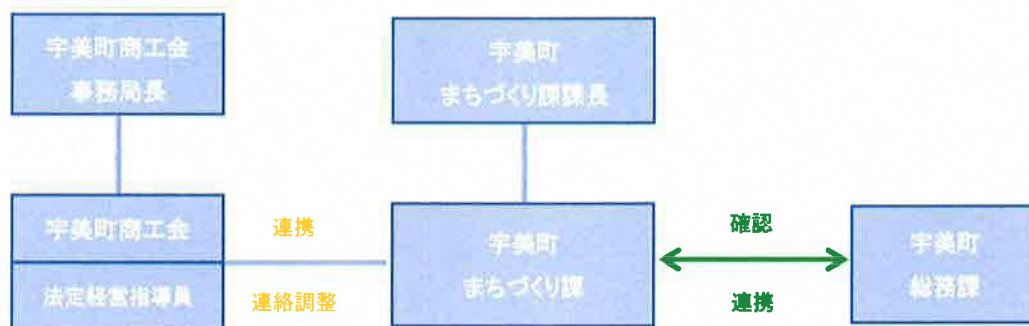 宇美町商工会
事務局長
宇美町
まちづくり課課長
宇美町商工会
法定経営指導員
連携
連絡調整
宇美町
まちづくり課
確認
連携
宇美町
総務課